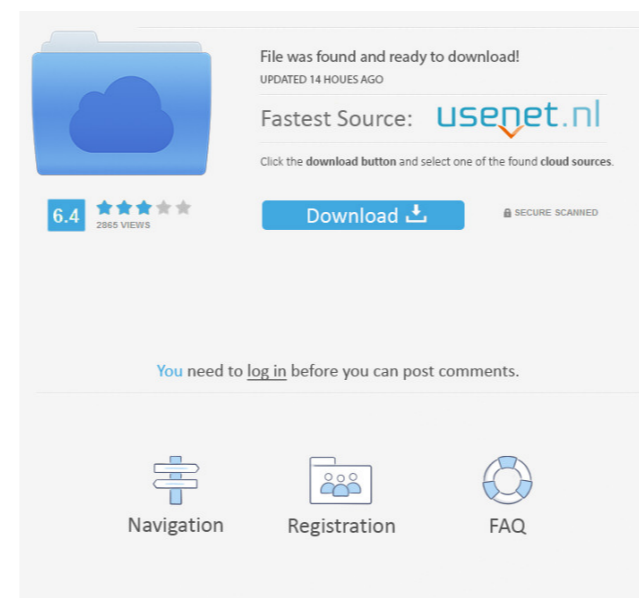 File was found and ready to download!
UPDATED 14 HOUES AGO
Fastest Source: usenet.nl
Click the download button and select one of the found cloud sources.
6.4
2865 VIEWS
Download
SECURE SCANNED
You need to log in before you can post comments.
Navigation
Registration
FAQ